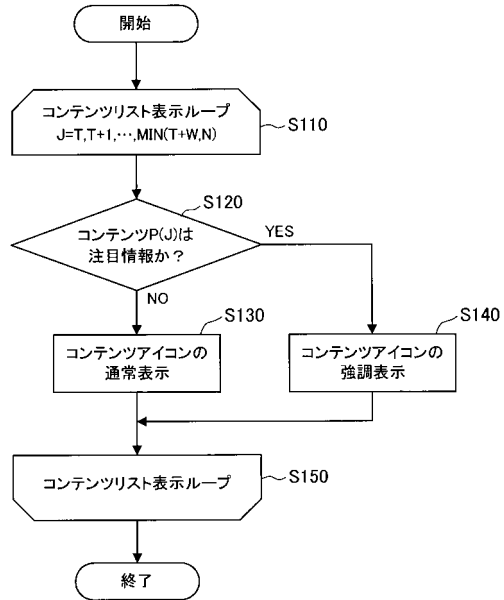 開始
コンテンツリスト表示ループ
J=T,T+1,…,MIN(T+W,N)
S110
S120
コンテンツP(J)は
注目情報か？
YES
NO
S130
コンテンツアイコンの
通常表示
S140
コンテンツアイコンの
強調表示
コンテンツリスト表示ループ
S150
終了